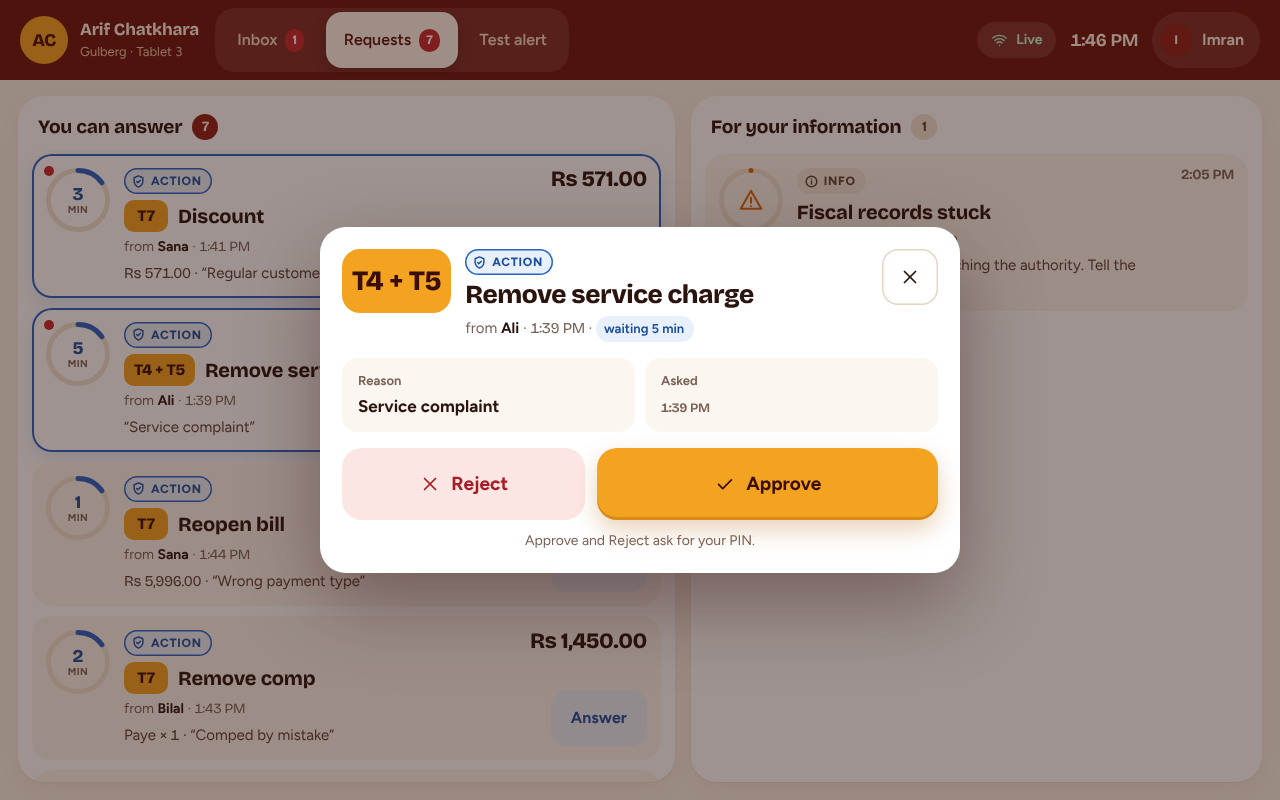 AC
Arif Chatkhara
Gulberg · Tablet 3
Inbox 1
Requests 7
Test alert
Live
1:46 PM
I
Imran
You can answer 7
3
MIN
ACTION
Rs 571.00
T7 Discount
from Sana · 1:41 PM
Rs 571.00 · “Regular custome
5
MIN
ACTION
T4 + T5 Remove ser
from Ali · 1:39 PM
“Service complaint”
1
MIN
ACTION
T7 Reopen bill
from Sana · 1:44 PM
Rs 5,996.00 · “Wrong payment type”
2
MIN
ACTION
Rs 1,450.00
T7 Remove comp
from Bilal · 1:43 PM
Paye × 1 · “Comped by mistake”
Answer
For your information 1
INFO
2:05 PM
Fiscal records stuck
hing the authority. Tell the
T4 + T5
ACTION
Remove service charge
from Ali · 1:39 PM · waiting 5 min
Reason
Service complaint
Asked
1:39 PM
Reject
Approve
Approve and Reject ask for your PIN.